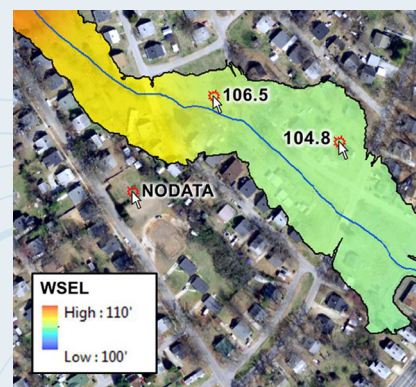 106.5
104.8
NODATA
WSEL
High : 110'
Low : 100'